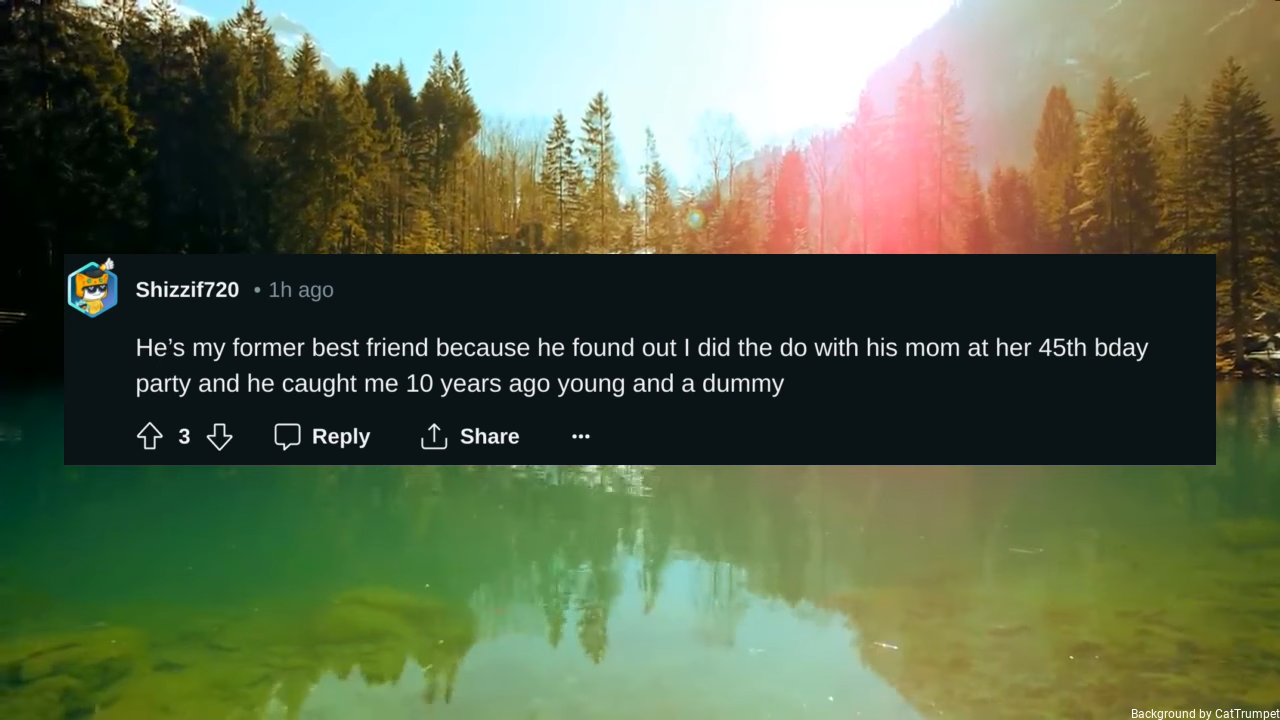 Shizzif720 • 1h ago
He’s my former best friend because he found out I did the do with his mom at her 45th bday
party and he caught me 10 years ago young and a dummy
3 Reply Share •••
Background by CatTrumpet